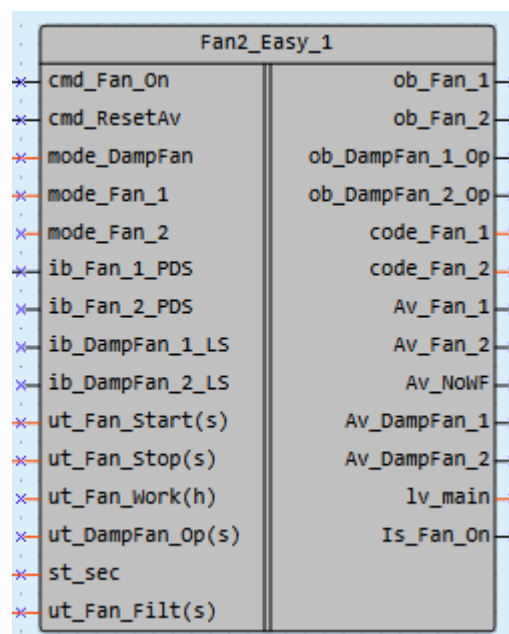 Fan2_Easy_1
cmd_Fan_On ob_Fan_1
cmd_ResetAv ob_Fan_2
mode_DampFan ob_DampFan_1_Op
mode_Fan_1 ob_DampFan_2_Op
mode_Fan_2 code_Fan_1
ib_Fan_1_PDS code_Fan_2
ib_Fan_2_PDS Av_Fan_1
ib_DampFan_1_LS Av_Fan_2
ib_DampFan_2_LS Av_NoWF
ut_Fan_Start(s) Av_DampFan_1
ut_Fan_Stop(s) Av_DampFan_2
ut_Fan_Work(h) lv_main
ut_DampFan_Op(s) Is_Fan_On
st_sec
ut_Fan_Filt(s)